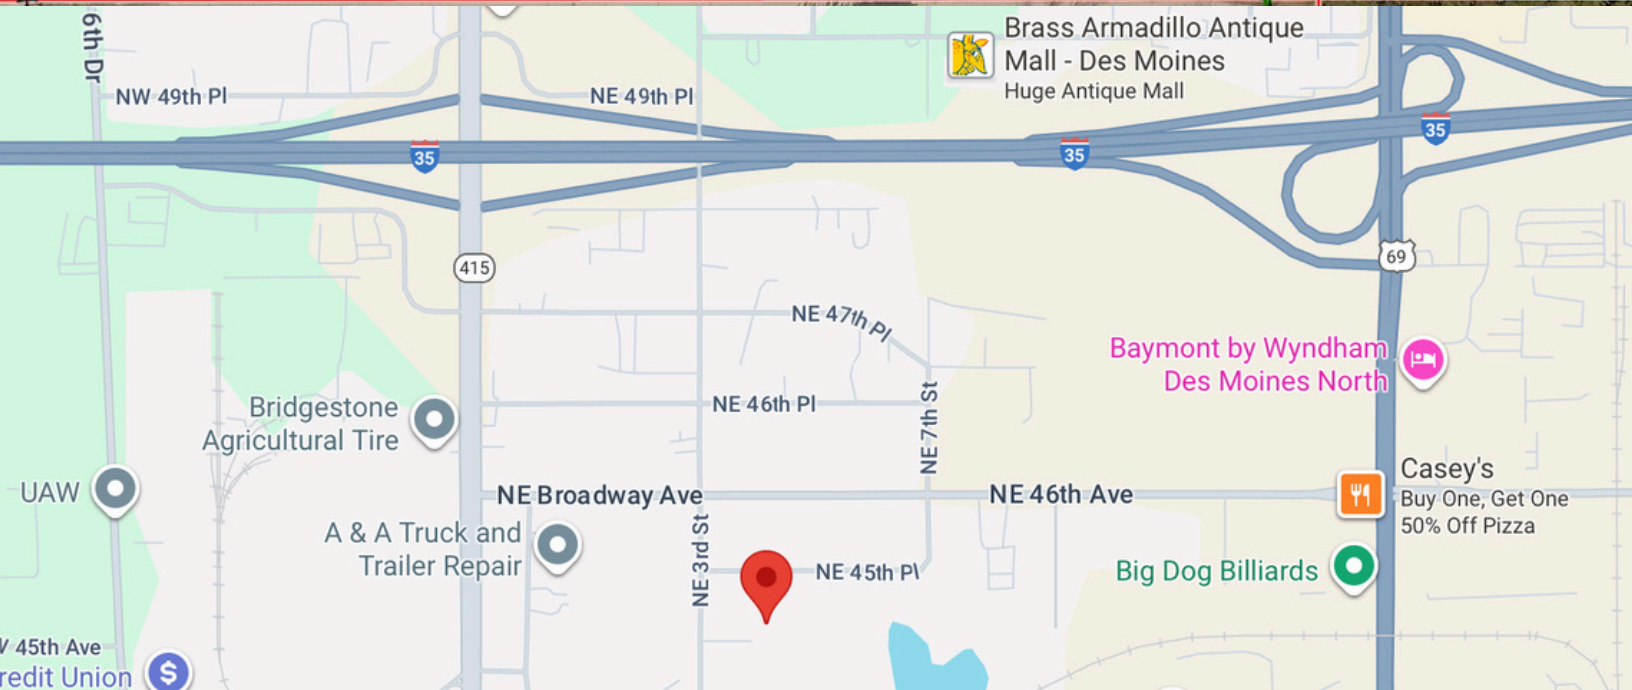 6th Dr
Brass Armadillo Antique
Mall - Des Moines
Huge Antique Mall
NW 49th Pl
NE 49th Pl
35
35
35
415
69
NE 47th Pl
Baymont by Wyndham
Des Moines North
NE 46th Pl
NE 7th St
Bridgestone
Agricultural Tire
UAW
NE Broadway Ave
NE 46th Ave
Casey's
Buy One, Get One
50% Off Pizza
A & A Truck and
Trailer Repair
NE 3rd St
NE 45th Pl
Big Dog Billiards
45th Ave
redit Union
$